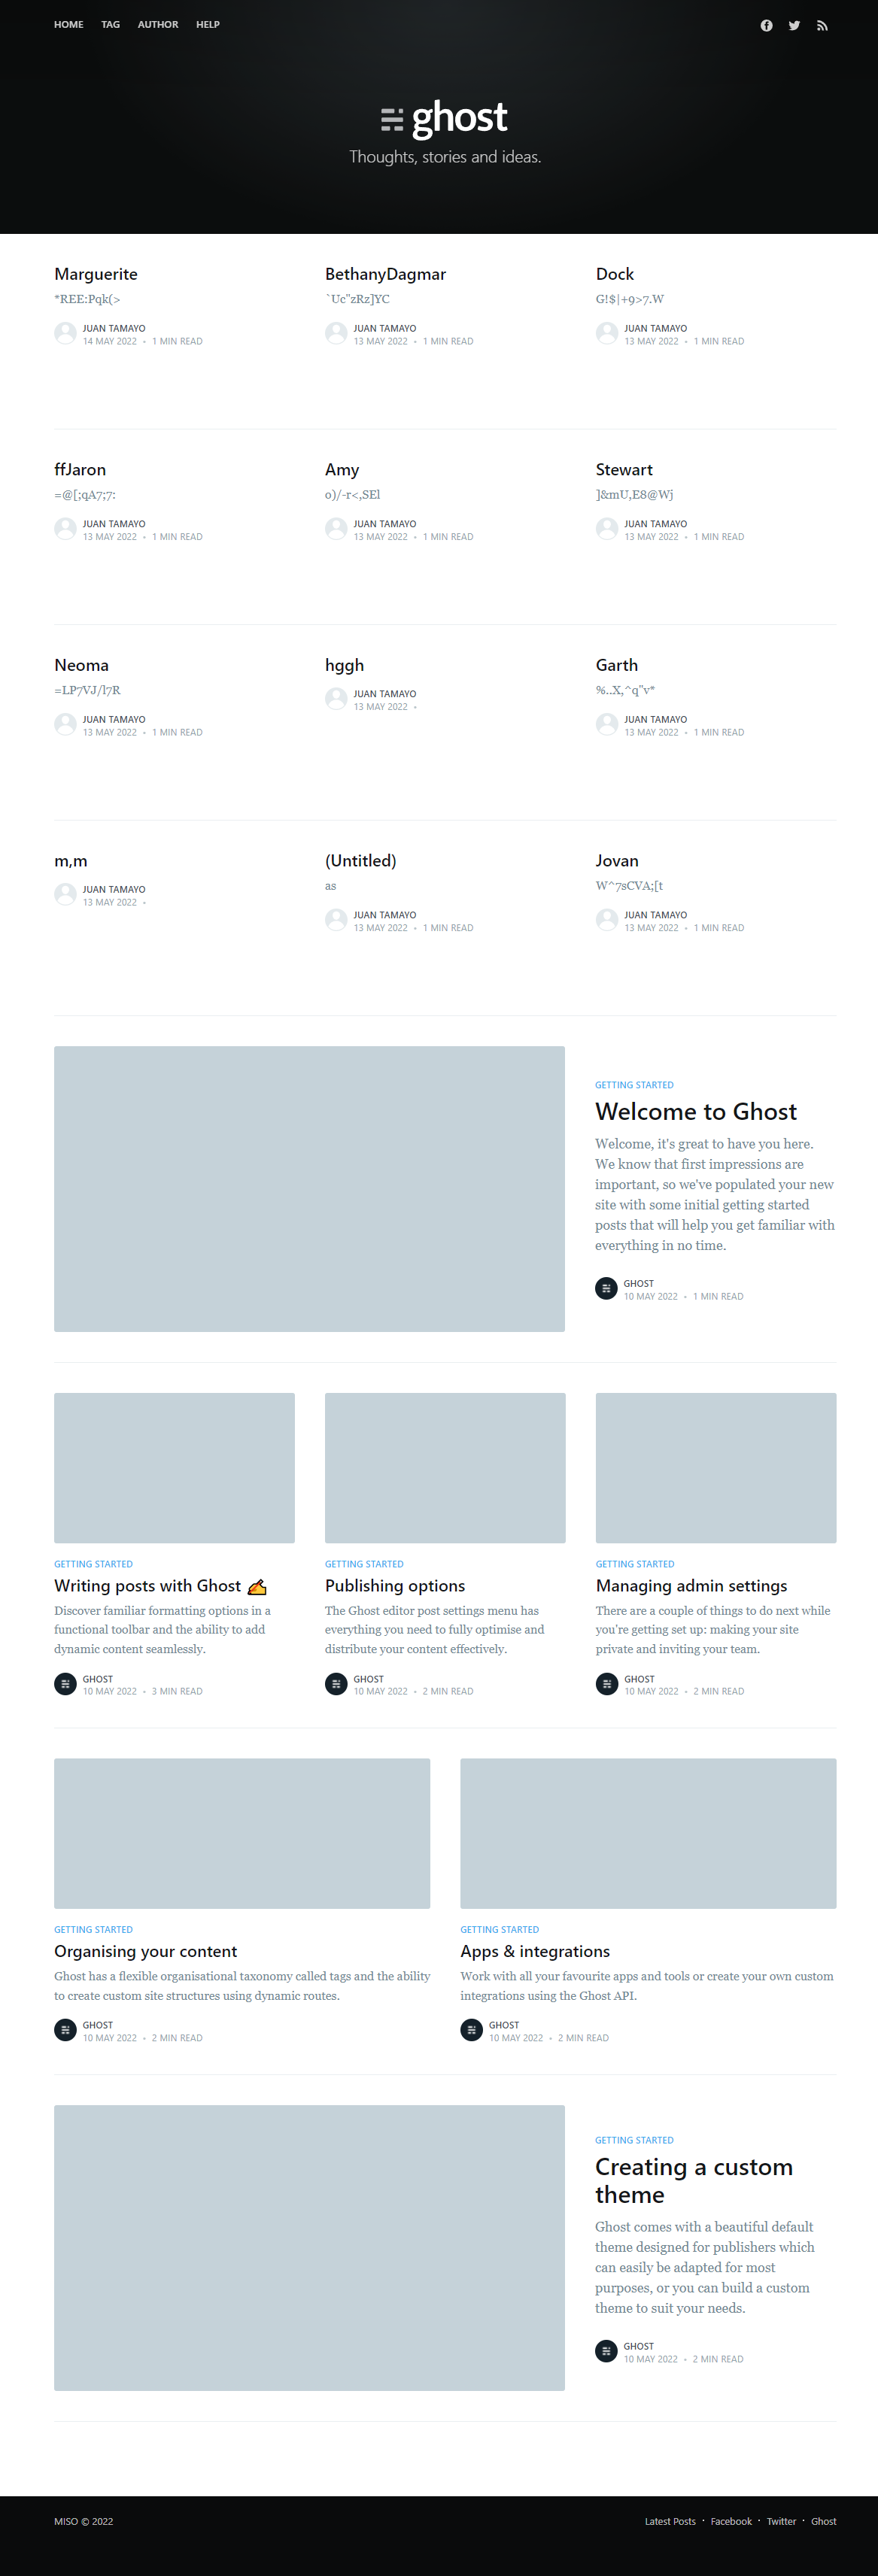 HOME TAG AUTHOR HELP
ghost
Thoughts, stories and ideas.
Marguerite
*REE:Pqk(>
JUAN TAMAYO
14 MAY 2022 • 1 MIN READ
BethanyDagmar
`Uc"zRz]YC
JUAN TAMAYO
13 MAY 2022 • 1 MIN READ
Dock
G!$|+9>7.W
JUAN TAMAYO
13 MAY 2022 • 1 MIN READ
ffJaron
=@[;qA7;7:
JUAN TAMAYO
13 MAY 2022 • 1 MIN READ
Amy
o)/-r<,SEl
JUAN TAMAYO
13 MAY 2022 • 1 MIN READ
Stewart
]&mU,E8@Wj
JUAN TAMAYO
13 MAY 2022 • 1 MIN READ
Neoma
=LP7VJ/l7R
JUAN TAMAYO
13 MAY 2022 • 1 MIN READ
hggh
JUAN TAMAYO
13 MAY 2022 •
Garth
%..X,^q"v*
JUAN TAMAYO
13 MAY 2022 • 1 MIN READ
m,m
JUAN TAMAYO
13 MAY 2022 •
(Untitled)
as
JUAN TAMAYO
13 MAY 2022 • 1 MIN READ
Jovan
W^7sCVA;[t
JUAN TAMAYO
13 MAY 2022 • 1 MIN READ
GETTING STARTED
Welcome to Ghost
Welcome, it's great to have you here.
We know that first impressions are
important, so we've populated your new
site with some initial getting started
posts that will help you get familiar with
everything in no time.
GHOST
10 MAY 2022 • 1 MIN READ
GETTING STARTED
Writing posts with Ghost ✍️
Discover familiar formatting options in a
functional toolbar and the ability to add
dynamic content seamlessly.
GHOST
10 MAY 2022 • 3 MIN READ
GETTING STARTED
Publishing options
The Ghost editor post settings menu has
everything you need to fully optimise and
distribute your content effectively.
GHOST
10 MAY 2022 • 2 MIN READ
GETTING STARTED
Managing admin settings
There are a couple of things to do next while
you're getting set up: making your site
private and inviting your team.
GHOST
10 MAY 2022 • 2 MIN READ
GETTING STARTED
Organising your content
Ghost has a flexible organisational taxonomy called tags and the ability
to create custom site structures using dynamic routes.
GHOST
10 MAY 2022 • 2 MIN READ
GETTING STARTED
Apps & integrations
Work with all your favourite apps and tools or create your own custom
integrations using the Ghost API.
GHOST
10 MAY 2022 • 2 MIN READ
GETTING STARTED
Creating a custom
theme
Ghost comes with a beautiful default
theme designed for publishers which
can easily be adapted for most
purposes, or you can build a custom
theme to suit your needs.
GHOST
10 MAY 2022 • 2 MIN READ
MISO © 2022
Latest Posts · Facebook · Twitter · Ghost